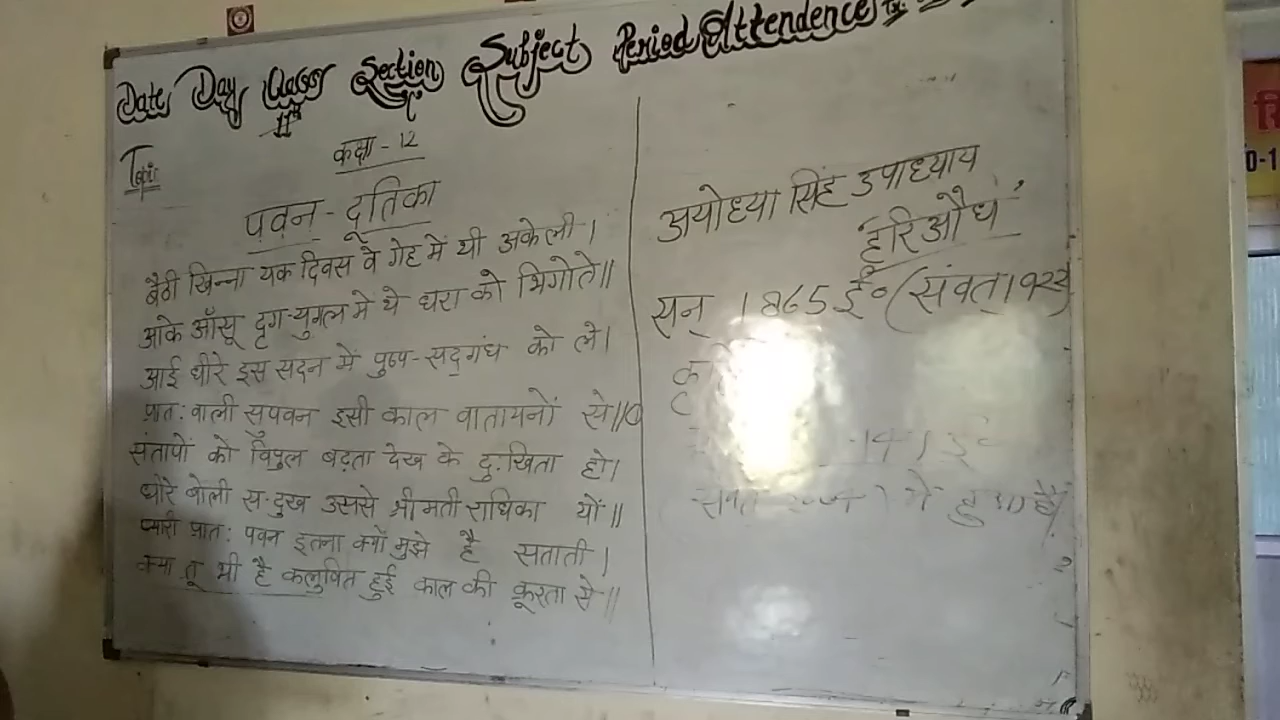 Date Day Class Section Subject Period Attendence
11th
Topic
कक्षा - 12
पवन - दूतिका
बैठी खिन्ना यक दिवस वे गेह में थी अकेली ।
आके आँसू दृग-युगल मे थे धरा को भिगोते॥
आई धीरे इस सदन में पुष्प-सद्गंध को ले।
प्रात: वाली सुपवन इसी काल वातायनों से॥
संतापों को विपुल बढ़ता देख के दु:खिता हो।
धीरे बोली स-दुख उससे श्रीमती राधिका यों॥
प्यारी प्रात: पवन इतना क्यों मुझे है सताती ।
क्या तू भी है कलुषित हुई काल की क्रूरता से ॥
अयोध्या सिंह उपाध्याय
'हरिऔध'
सन् 1865 ई० (संवत्
में हुआ है